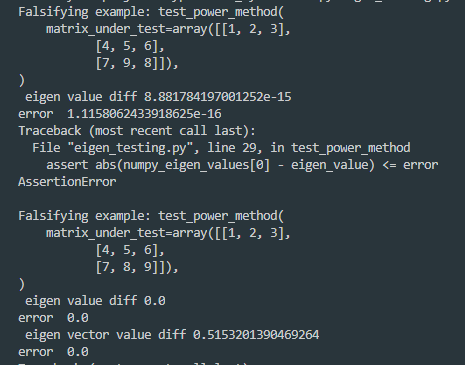 Falsifying example: test_power_method(
    matrix_under_test=array([[1, 2, 3],
           [4, 5, 6],
           [7, 9, 8]]),
)
 eigen value diff 8.881784197001252e-15
error  1.1158062433918625e-16
Traceback (most recent call last):
  File "eigen_testing.py", line 29, in test_power_method
    assert abs(numpy_eigen_values[0] - eigen_value) <= error
AssertionError

Falsifying example: test_power_method(
    matrix_under_test=array([[1, 2, 3],
           [4, 5, 6],
           [7, 8, 9]]),
)
 eigen value diff 0.0
error  0.0
 eigen vector value diff 0.5153201390469264
error  0.0